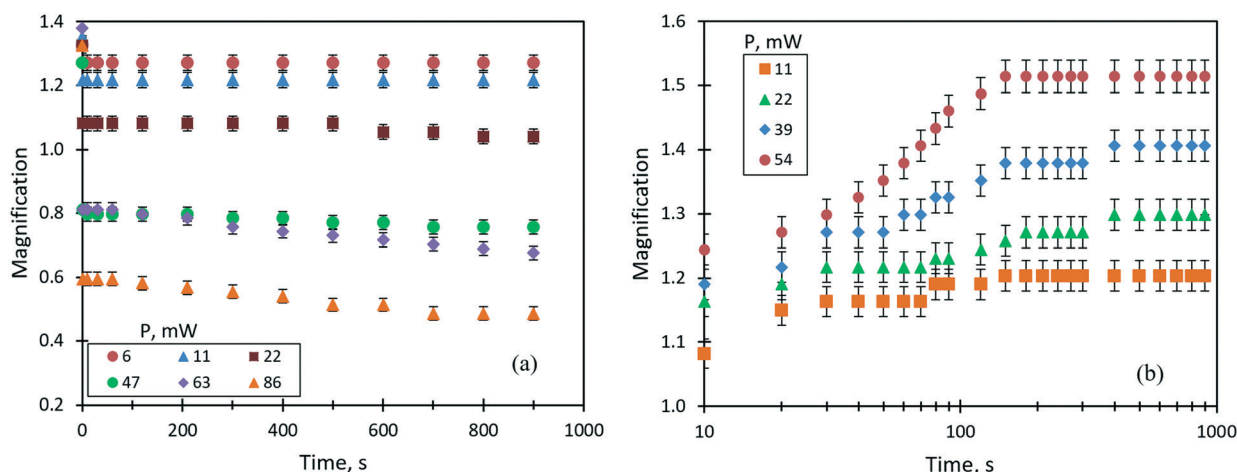 1.4
1.2
1.0
0.8
0.6
0.4
0.2
Magnification
P, mW
6 11 22
47 63 86
(a)
0 200 400 600 800 1000
Time, s
1.6
1.5
1.4
1.3
1.2
1.1
1.0
Magnification
P, mW
11
22
39
54
(b)
10 100 1000
Time, s